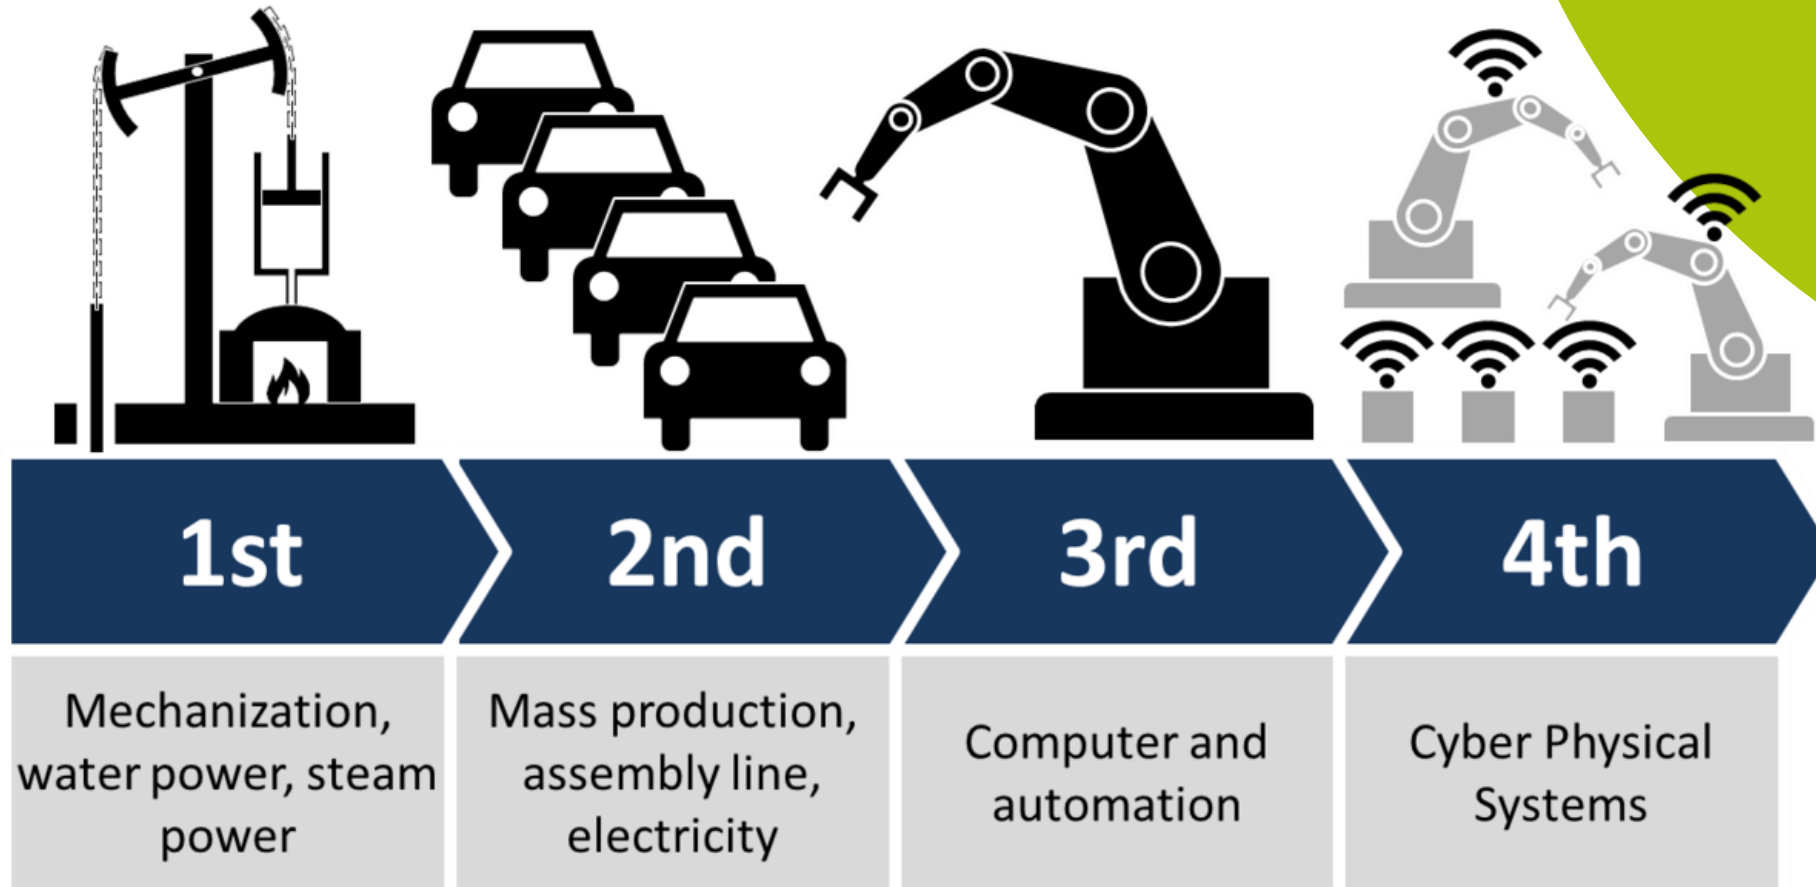 1st
2nd
3rd
4th
Mechanization,
water power, steam
power
Mass production,
assembly line,
electricity
Computer and
automation
Cyber Physical
Systems